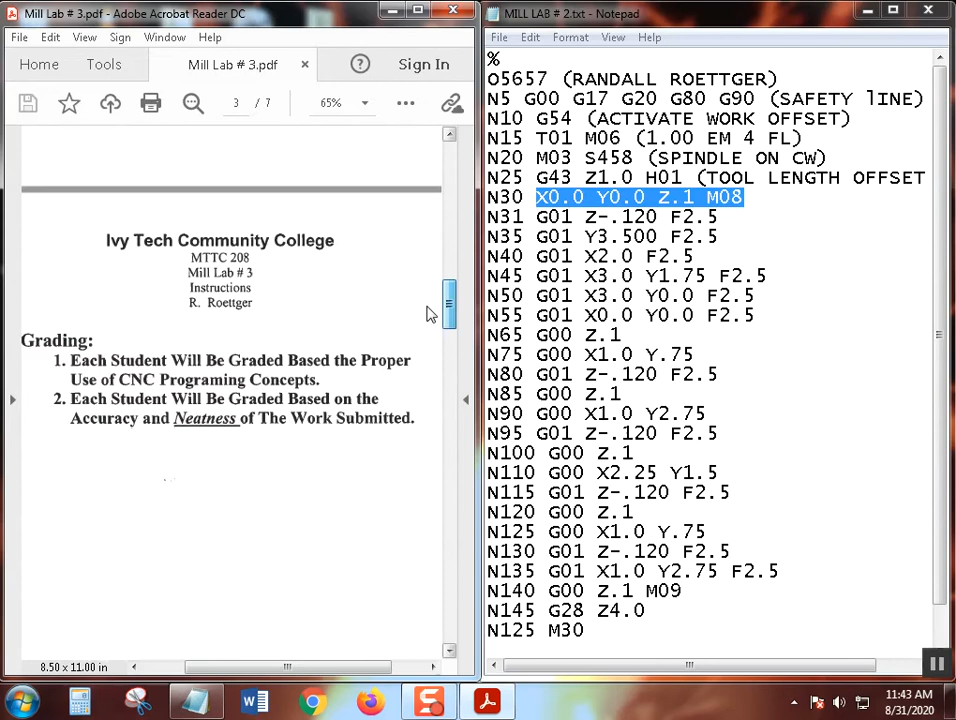 Mill Lab # 3.pdf - Adobe Acrobat Reader DC
File Edit View Sign Window Help
Home Tools Mill Lab # 3.pdf × ? Sign In
3 / 7 65%
Ivy Tech Community College
MTTC 208
Mill Lab # 3
Instructions
R. Roettger
Grading:
1. Each Student Will Be Graded Based the Proper
Use of CNC Programing Concepts.
2. Each Student Will Be Graded Based on the
Accuracy and Neatness of The Work Submitted.
8.50 x 11.00 in
MILL LAB # 2.txt - Notepad
File Edit Format View Help
%
O5657 (RANDALL ROETTGER)
N5 G00 G17 G20 G80 G90 (SAFETY lINE)
N10 G54 (ACTIVATE WORK OFFSET)
N15 T01 M06 (1.00 EM 4 FL)
N20 M03 S458 (SPINDLE ON CW)
N25 G43 Z1.0 H01 (TOOL LENGTH OFFSET
N30 X0.0 Y0.0 Z.1 M08
N31 G01 Z-.120 F2.5
N35 G01 Y3.500 F2.5
N40 G01 X2.0 F2.5
N45 G01 X3.0 Y1.75 F2.5
N50 G01 X3.0 Y0.0 F2.5
N55 G01 X0.0 Y0.0 F2.5
N65 G00 Z.1
N75 G00 X1.0 Y.75
N80 G01 Z-.120 F2.5
N85 G00 Z.1
N90 G00 X1.0 Y2.75
N95 G01 Z-.120 F2.5
N100 G00 Z.1
N110 G00 X2.25 Y1.5
N115 G01 Z-.120 F2.5
N120 G00 Z.1
N125 G00 X1.0 Y.75
N130 G01 Z-.120 F2.5
N135 G01 X1.0 Y2.75 F2.5
N140 G00 Z.1 M09
N145 G28 Z4.0
N125 M30
11:43 AM
8/31/2020